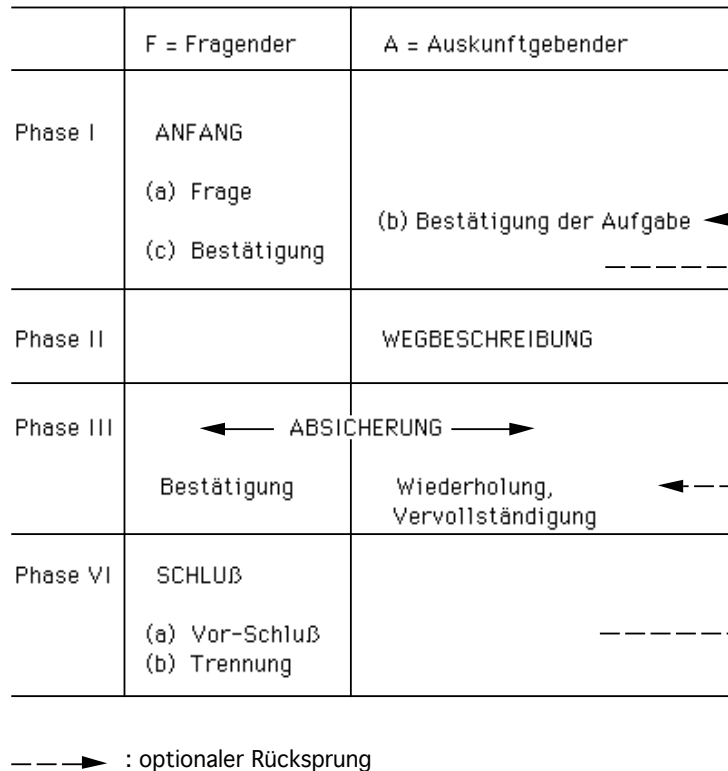 F = Fragender A = Auskunftgebender
Phase I ANFANG
(a) Frage
(b) Bestätigung der Aufgabe
(c) Bestätigung
Phase II WEGBESCHREIBUNG
Phase III ABSICHERUNG
Bestätigung Wiederholung,
Vervollständigung
Phase VI SCHLUß
(a) Vor-Schluß
(b) Trennung
: optionaler Rücksprung